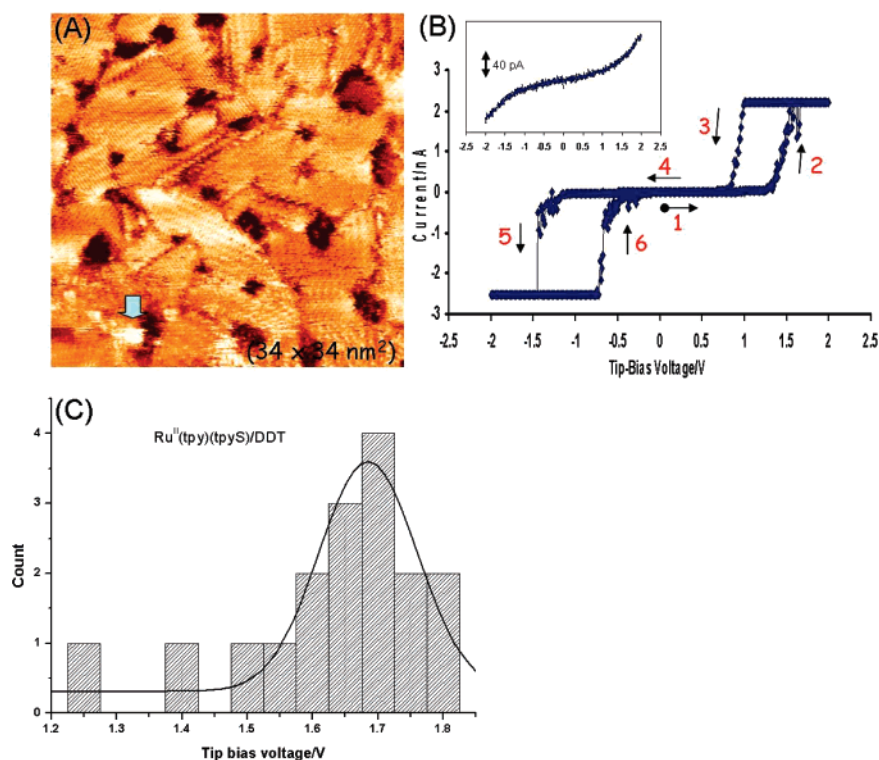 (A)
(34 x 34 nm²)
(B)
40 pA
-2.5 -2 -1.5 -1 -0.5 0 0.5 1 1.5 2 2.5
Current/nA
3
2
1
0
-1
-2
-3
3
2
4
1
5
6
-2.5 -2 -1.5 -1 -0.5 0 0.5 1 1.5 2 2.5
Tip-Bias Voltage/V
(C)
Ru^II(tpy)(tpyS)/DDT
Count
4
3
2
1
0
1.2 1.3 1.4 1.5 1.6 1.7 1.8
Tip bias voltage/V